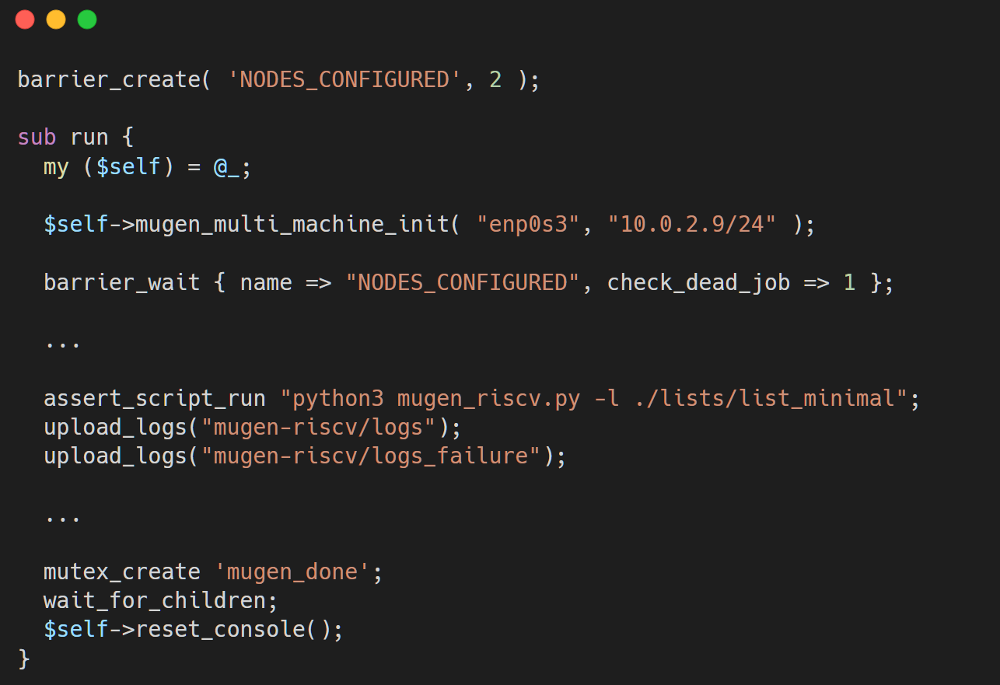 barrier_create( 'NODES_CONFIGURED', 2 );
sub run {
  my ($self) = @_;
  $self->mugen_multi_machine_init( "enp0s3", "10.0.2.9/24" );
  barrier_wait { name => "NODES_CONFIGURED", check_dead_job => 1 };
  ...
  assert_script_run "python3 mugen_riscv.py -l ./lists/list_minimal";
  upload_logs("mugen-riscv/logs");
  upload_logs("mugen-riscv/logs_failure");
  ...
  mutex_create 'mugen_done';
  wait_for_children;
  $self->reset_console();
}